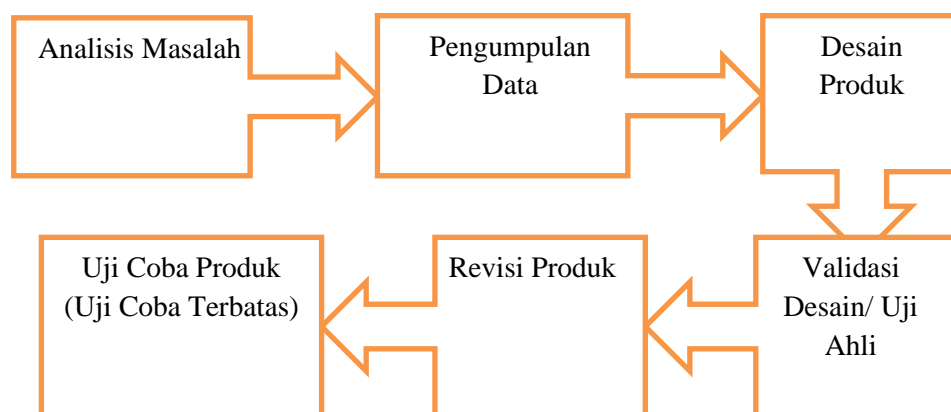 Analisis Masalah
Pengumpulan
Data
Desain
Produk
Validasi
Desain/ Uji
Ahli
Revisi Produk
Uji Coba Produk
(Uji Coba Terbatas)